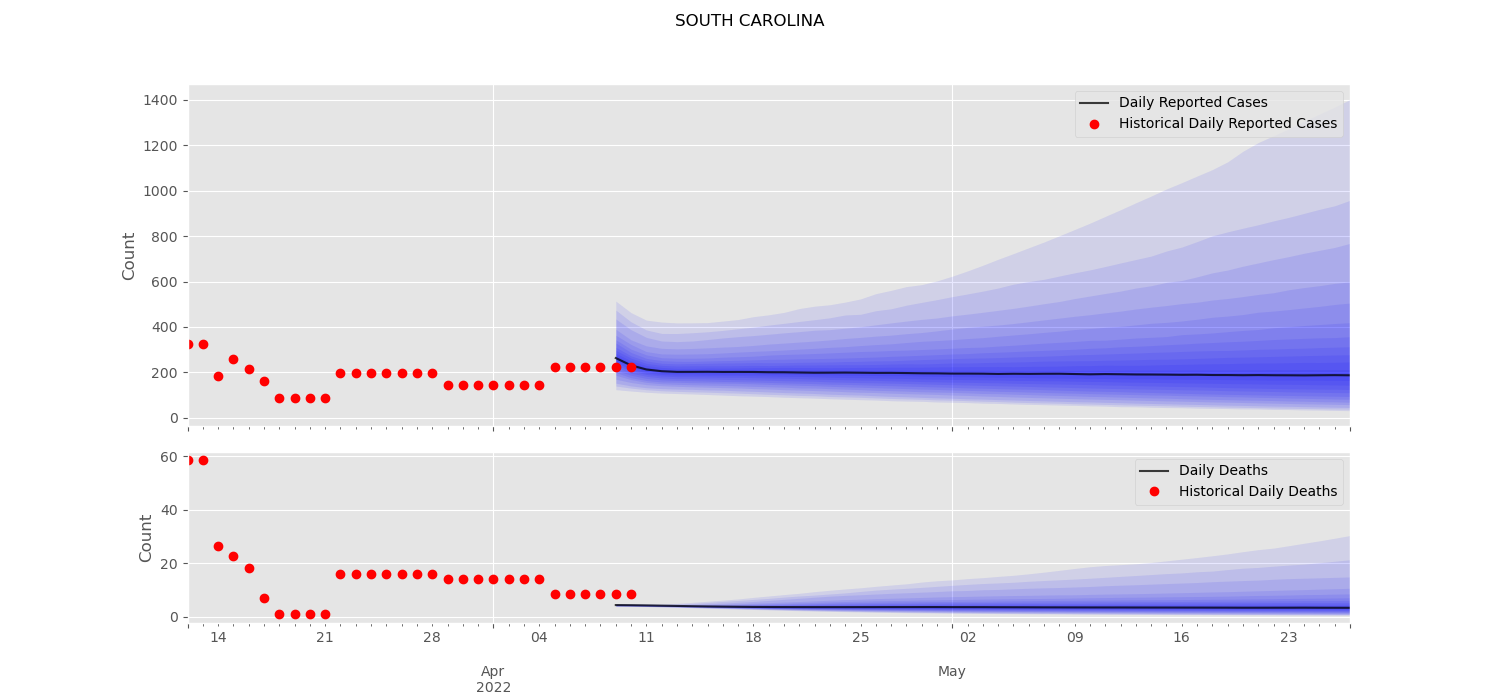 SOUTH CAROLINA
1400
1200
1000
800
600
400
200
0
Count
Daily Reported Cases
Historical Daily Reported Cases
60
40
20
0
Count
Daily Deaths
Historical Daily Deaths
14 21 28 04 11 18 25 02 09 16 23
Apr May
2022